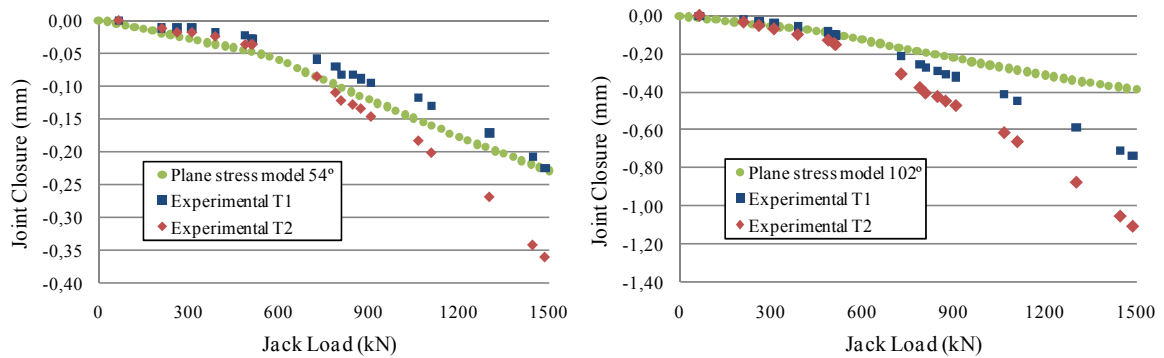 0,00
-0,05
-0,10
-0,15
-0,20
-0,25
-0,30
-0,35
-0,40
Joint Closure (mm)
Plane stress model 54º
Experimental T1
Experimental T2
0 300 600 900 1200 1500
Jack Load (kN)
0,00
-0,20
-0,40
-0,60
-0,80
-1,00
-1,20
-1,40
Joint Closure (mm)
Plane stress model 102º
Experimental T1
Experimental T2
0 300 600 900 1200 1500
Jack Load (kN)